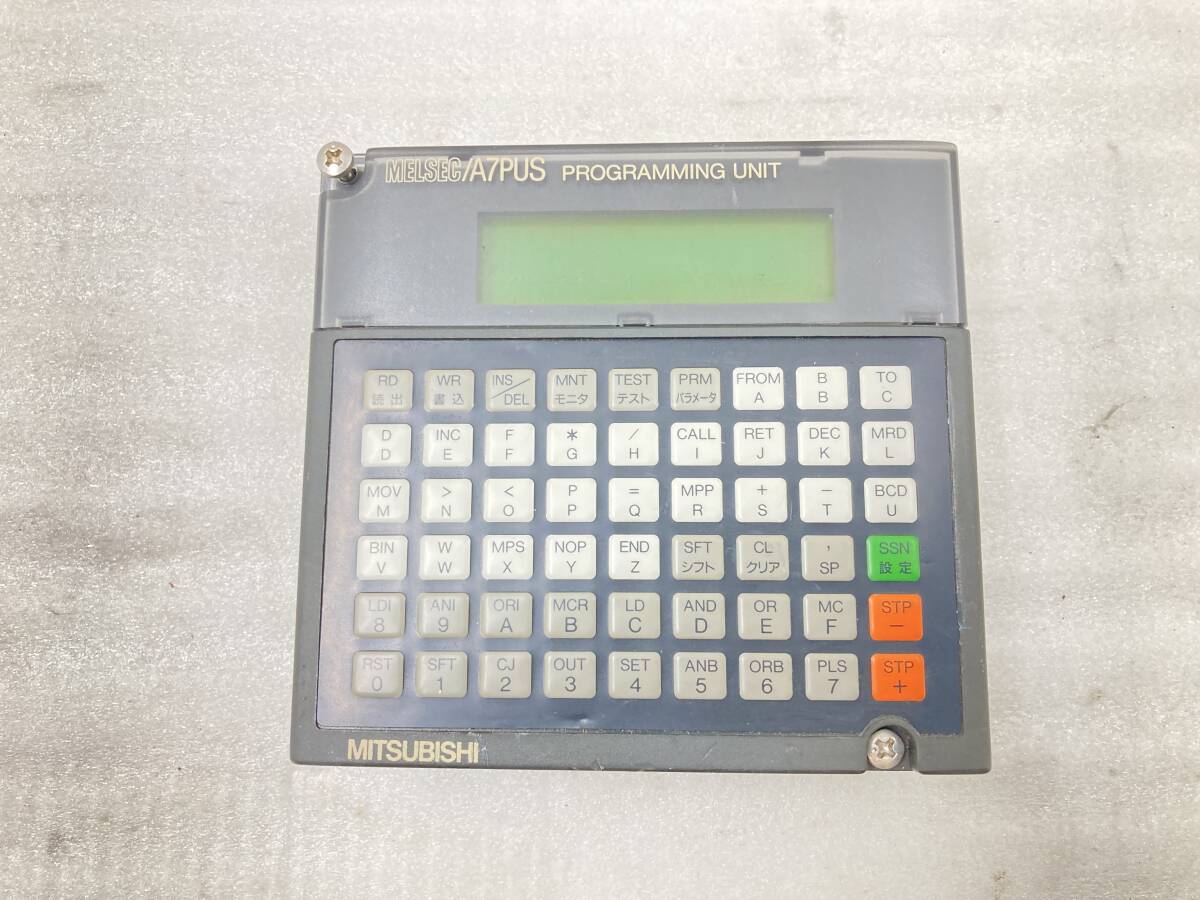 MELSEC/A7PUS PROGRAMMING UNIT
RD WR INS/ MNT TEST PRM FROM B TO
読出 書込 DEL モニタ テスト パラメータ A B C
D INC F * / CALL RET DEC MRD
D E F G H I J K L
MOV > < P = MPP + − BCD
M N O P Q R S T U
BIN W MPS NOP END SFT CL , SSN
V W X Y Z シフト クリア SP 設定
LDI ANI ORI MCR LD AND OR MC STP
8 9 A B C D E F −
RST SFT CJ OUT SET ANB ORB PLS STP
0 1 2 3 4 5 6 7 +
MITSUBISHI